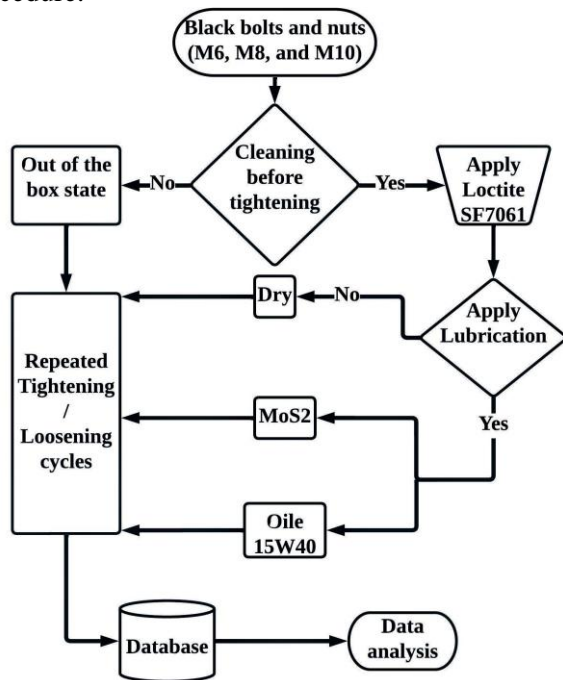 Black bolts and nuts
(M6, M8, and M10)
Cleaning
before
tightening
No
Yes
Out of the
box state
Apply
Loctite
SF7061
Dry
No
Apply
Lubrication
Repeated
Tightening
/
Loosening
cycles
MoS2
Yes
Oile
15W40
Database
Data
analysis